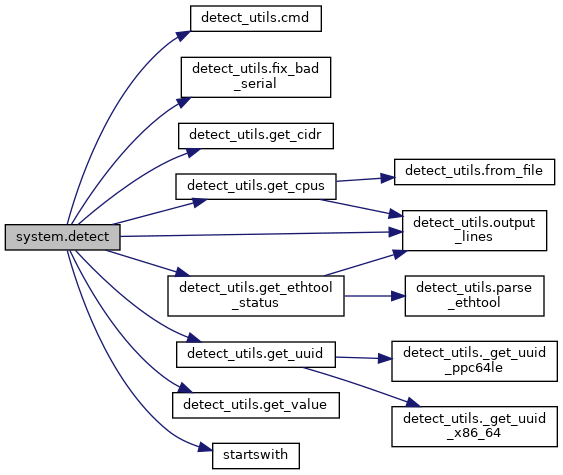 detect_utils.cmd
detect_utils.fix_bad
_serial
detect_utils.get_cidr
detect_utils.get_cpus
detect_utils.from_file
system.detect
detect_utils.output
_lines
detect_utils.get_ethtool
_status
detect_utils.parse
_ethtool
detect_utils.get_uuid
detect_utils._get_uuid
_ppc64le
detect_utils.get_value
detect_utils._get_uuid
_x86_64
startswith